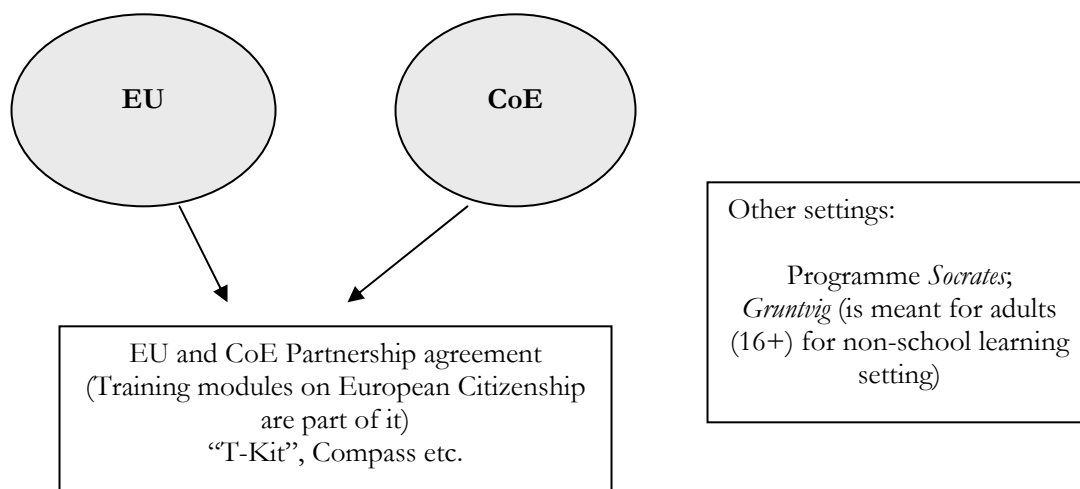 EU
CoE
Other settings:
Programme Socrates;
Gruntvig (is meant for adults
(16+) for non-school learning
setting)
EU and CoE Partnership agreement
(Training modules on European Citizenship
are part of it)
“T-Kit”, Compass etc.